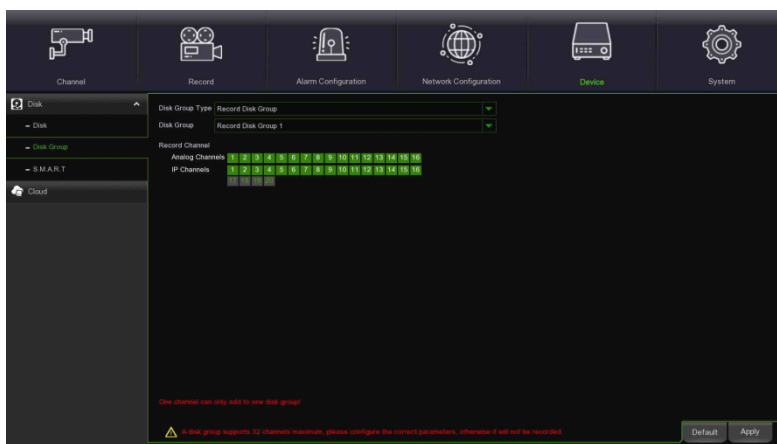 Channel Record Alarm Configuration Network Configuration Device System
Disk
Disk Group Type Record Disk Group
– Disk
Disk Group Record Disk Group 1
– Disk Group
Record Channel
Analog Channels 1 2 3 4 5 6 7 8 9 10 11 12 13 14 15 16
– S.M.A.R.T
IP Channels 1 2 3 4 5 6 7 8 9 10 11 12 13 14 15 16
17 18 19 20
Cloud
One channel can only add to one disk group!
A disk group supports 32 channels maximum, please configure the correct parameters, otherwise it will not be recorded.
Default Apply